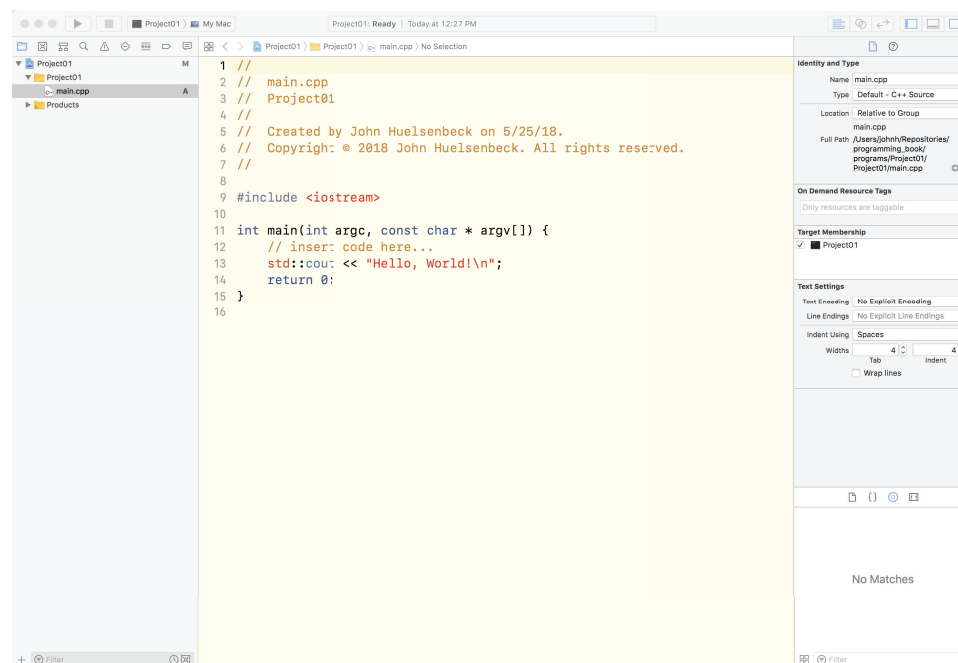 Project01 〉 My Mac
Project01: Ready | Today at 12:27 PM
Project01 〉 Project01 〉 main.cpp 〉 No Selection
Project01 M
Project01
main.cpp A
Products
1 //
2 //  main.cpp
3 //  Project01
4 //
5 //  Created by John Huelsenbeck on 5/25/18.
6 //  Copyright © 2018 John Huelsenbeck. All rights reserved.
7 //
8
9 #include <iostream>
10
11 int main(int argc, const char * argv[]) {
12     // insert code here...
13     std::cout << "Hello, World!\n";
14     return 0;
15 }
16
Identity and Type
Name main.cpp
Type Default - C++ Source
Location Relative to Group
main.cpp
Full Path /Users/johnh/Repositories/
programming_book/
programs/Project01/
Project01/main.cpp
On Demand Resource Tags
Only resources are taggable
Target Membership
Project01
Text Settings
Text Encoding No Explicit Encoding
Line Endings No Explicit Line Endings
Indent Using Spaces
Widths 4 4
Tab Indent
Wrap lines
{}
No Matches
Filter
Filter